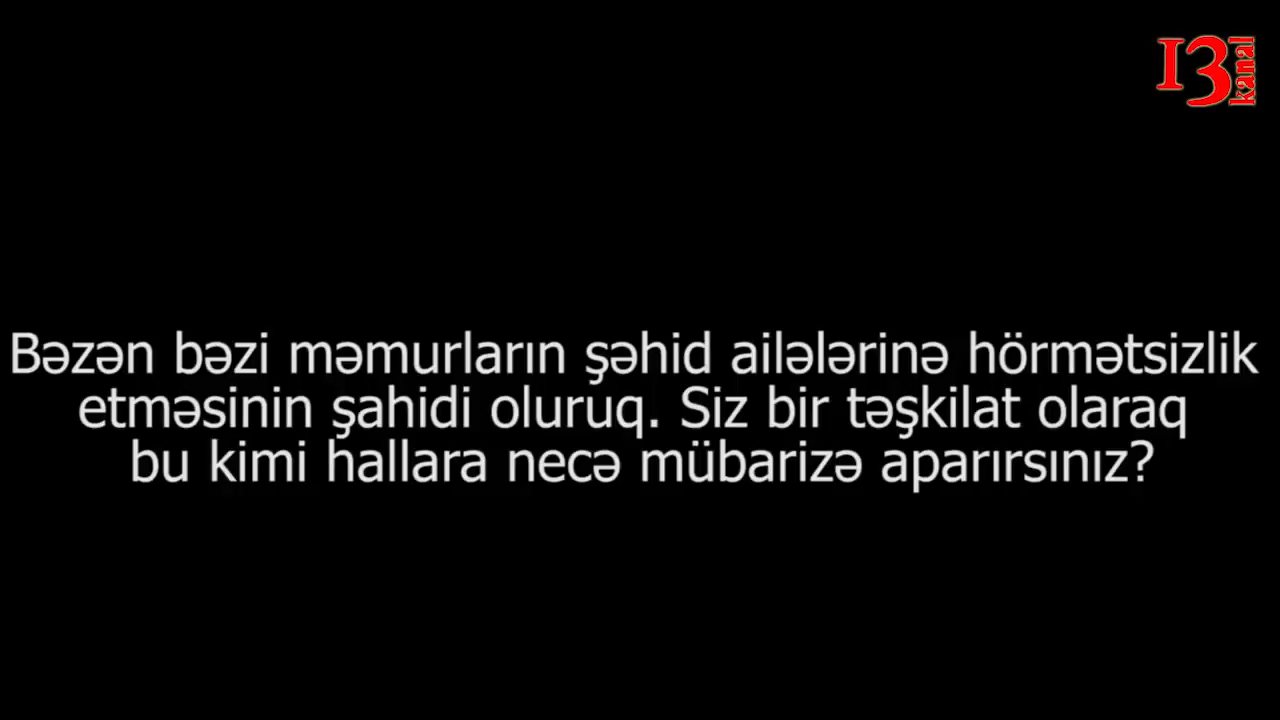 13
kanal
Bəzən bəzi məmurların şəhid ailələrinə hörmətsizlik
etməsinin şahidi oluruq. Siz bir təşkilat olaraq
bu kimi hallara necə mübarizə aparırsınız?